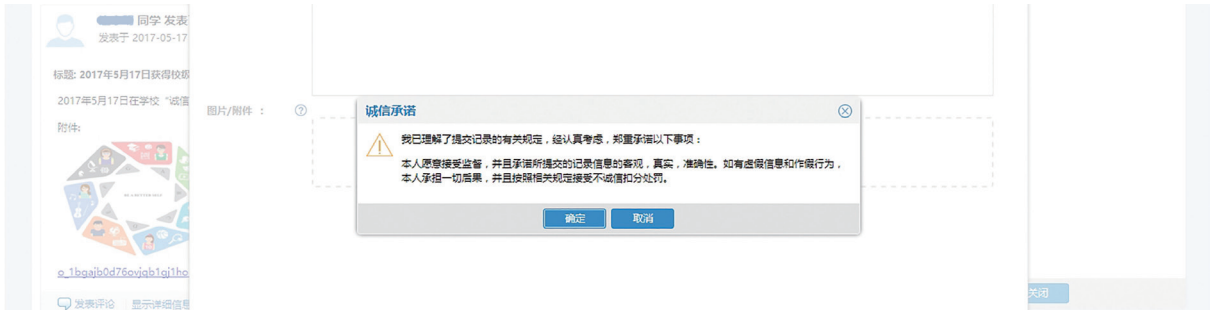 同学 发表
发表于 2017-05-17
标题: 2017年5月17日获得校级
2017年5月17日在学校 “诚信
附件:
o_1bgajb0d76ovjqb1qj1ho
发表评论 显示详细信息
图片/附件 :
诚信承诺
我已理解了提交记录的有关规定，经认真考虑，郑重承诺以下事项：
本人愿意接受监督，并且承诺所提交的记录信息的客观，真实，准确性。如有虚假信息和作假行为，
本人承担一切后果，并且按照相关规定接受不诚信扣分处罚。
确定 取消
关闭